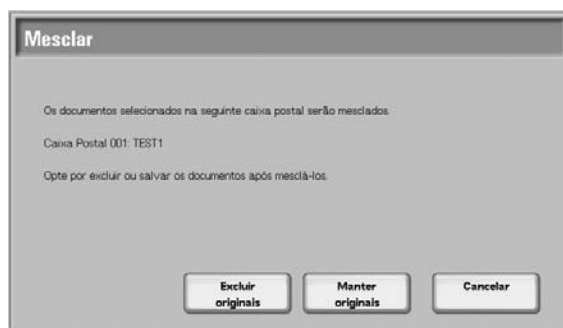 Mesclar
Os documentos selecionados na seguinte caixa postal serão mesclados.
Caixa Postal 001: TEST1
Opte por excluir ou salvar os documentos após mesclá-los.
Excluir
originais
Manter
originais
Cancelar